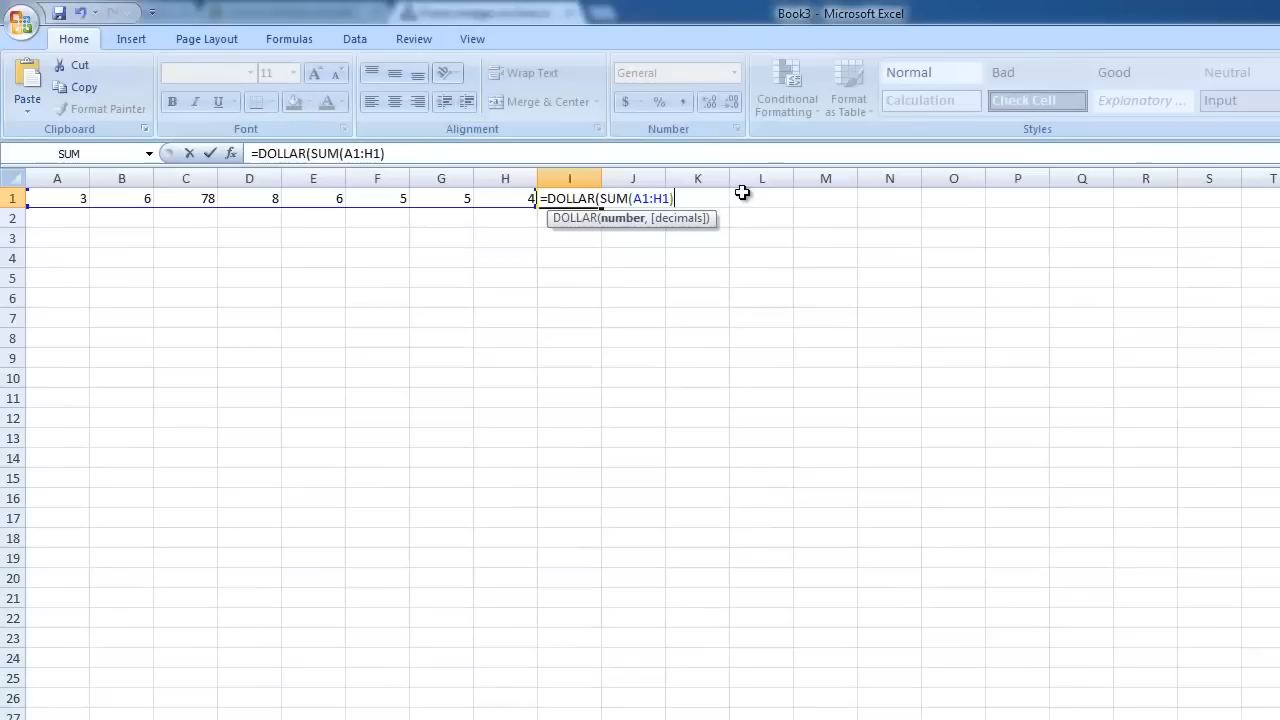 Book3 - Microsoft Excel
Home Insert Page Layout Formulas Data Review View
Paste Cut Copy Format Painter Clipboard
11 A A B I U A Font
Wrap Text Merge & Center Alignment
General $ % , Number
Conditional Formatting Format as Table
Normal Bad Good Neutral
Calculation Check Cell Explanatory ... Input
Styles
SUM fx =DOLLAR(SUM(A1:H1)
A B C D E F G H I J K L M N O P Q R S T
1 3 6 78 8 6 5 5 4 =DOLLAR(SUM(A1:H1)
2 DOLLAR(number, [decimals])
3
4
5
6
7
8
9
10
11
12
13
14
15
16
17
18
19
20
21
22
23
24
25
26
27